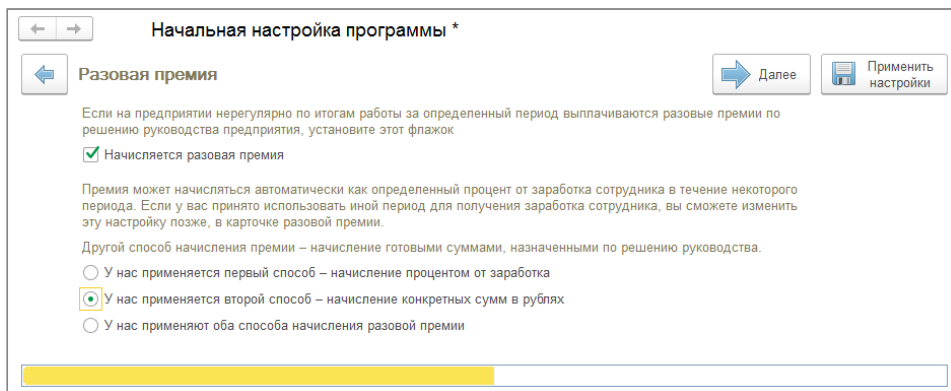 Начальная настройка программы *
Разовая премия
Далее
Применить
настройки
Если на предприятии нерегулярно по итогам работы за определенный период выплачиваются разовые премии по
решению руководства предприятия, установите этот флажок
Начисляется разовая премия
Премия может начисляться автоматически как определенный процент от заработка сотрудника в течение некоторого
периода. Если у вас принято использовать иной период для получения заработка сотрудника, вы сможете изменить
эту настройку позже, в карточке разовой премии.
Другой способ начисления премии – начисление готовыми суммами, назначенными по решению руководства.
У нас применяется первый способ – начисление процентом от заработка
У нас применяется второй способ – начисление конкретных сумм в рублях
У нас применяют оба способа начисления разовой премии